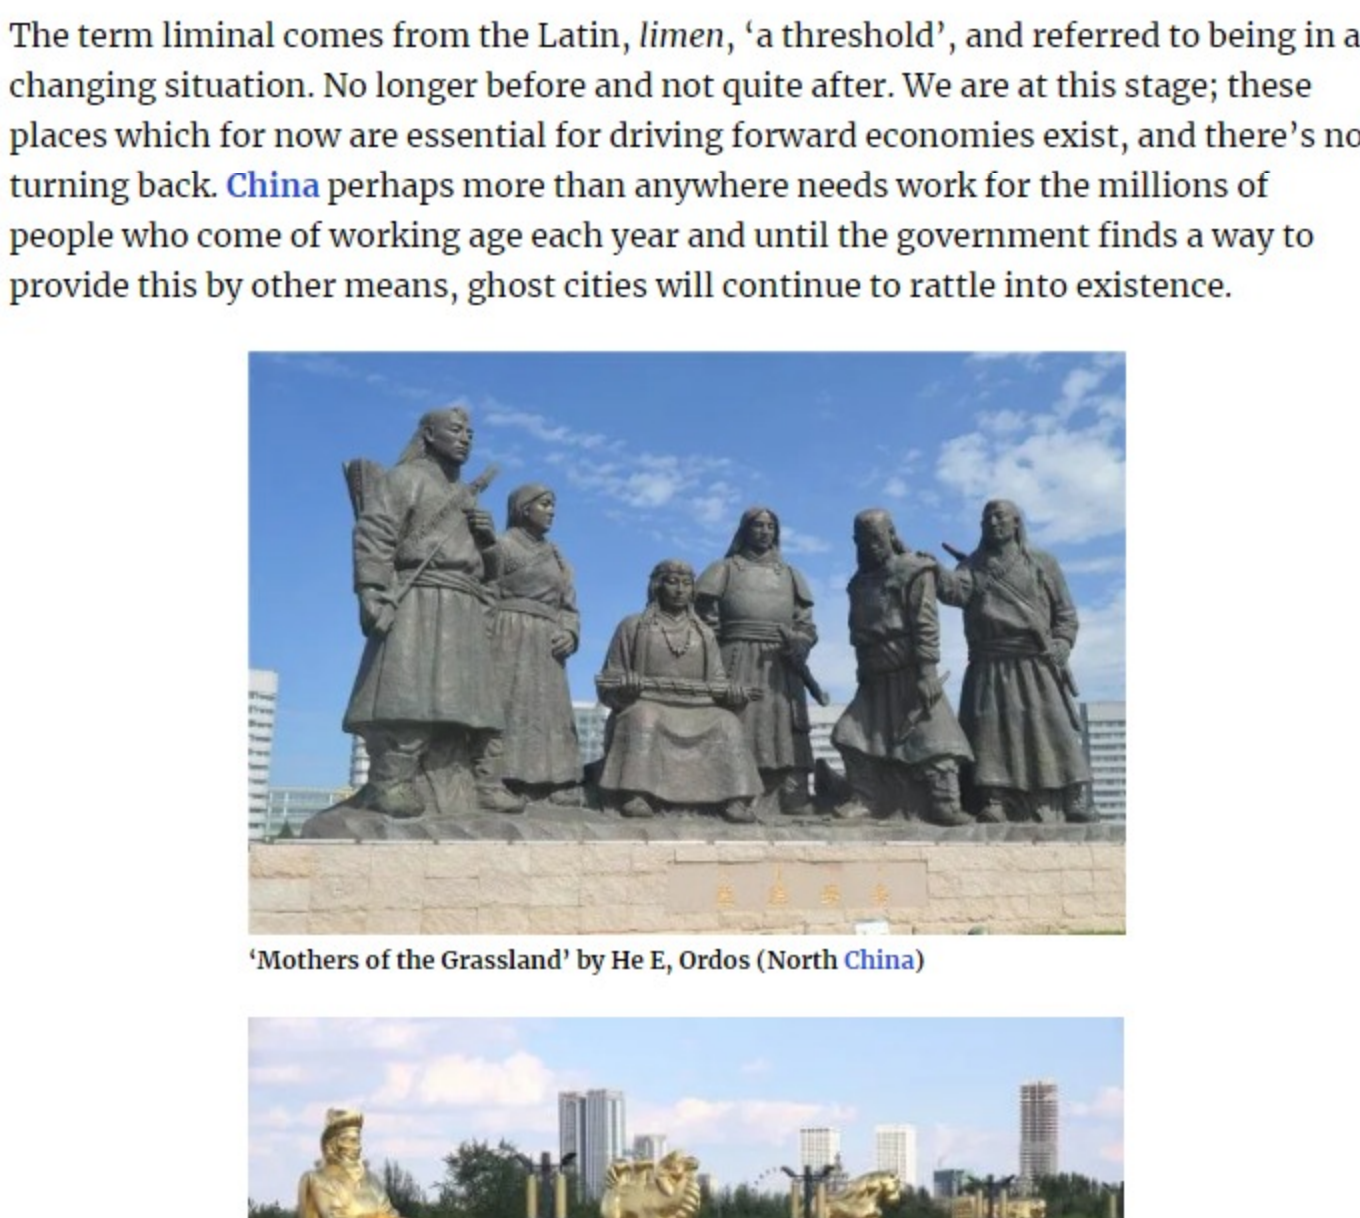 The term liminal comes from the Latin, limen, ‘a threshold’, and referred to being in a
changing situation. No longer before and not quite after. We are at this stage; these
places which for now are essential for driving forward economies exist, and there’s no
turning back. China perhaps more than anywhere needs work for the millions of
people who come of working age each year and until the government finds a way to
provide this by other means, ghost cities will continue to rattle into existence.
‘Mothers of the Grassland’ by He E, Ordos (North China)